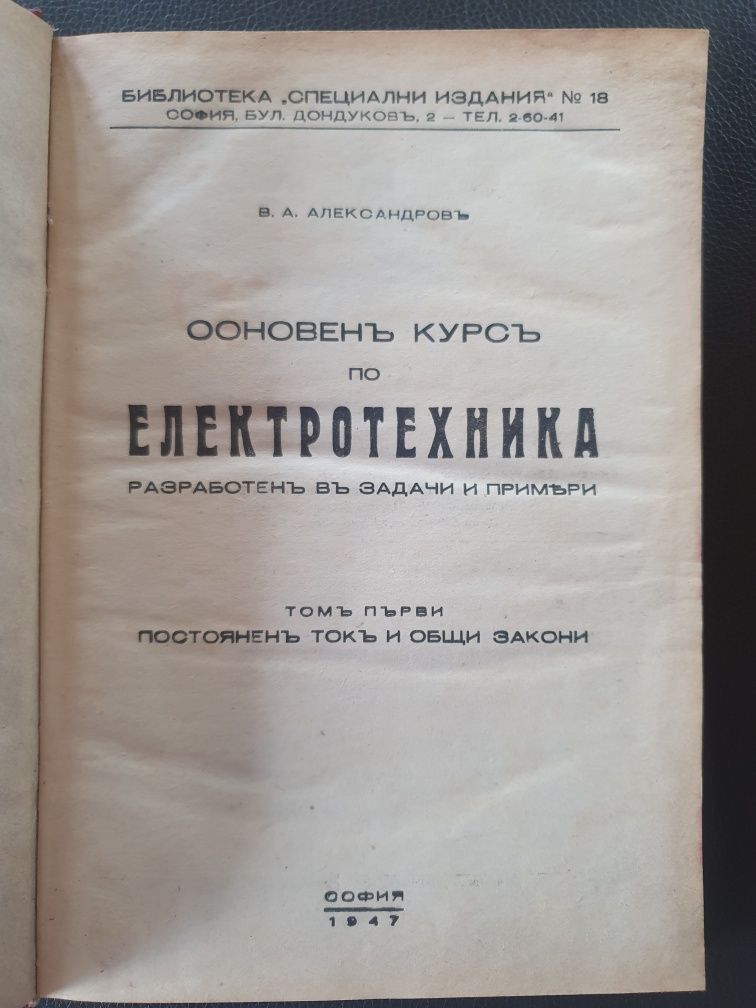 БИБЛИОТЕКА „СПЕЦИАЛНИ ИЗДАНИЯ“ № 18
СОФИЯ, БУЛ. ДОНДУКОВЪ, 2 — ТЕЛ. 2-60-41
В. А. АЛЕКСАНДРОВЪ
ОСНОВЕНЪ КУРСЪ
ПО
ЕЛЕКТРОТЕХНИКА
РАЗРАБОТЕНЪ ВЪ ЗАДАЧИ И ПРИМѢРИ
ТОМЪ ПЪРВИ
ПОСТОЯНЕНЪ ТОКЪ И ОБЩИ ЗАКОНИ
СОФИЯ
1947